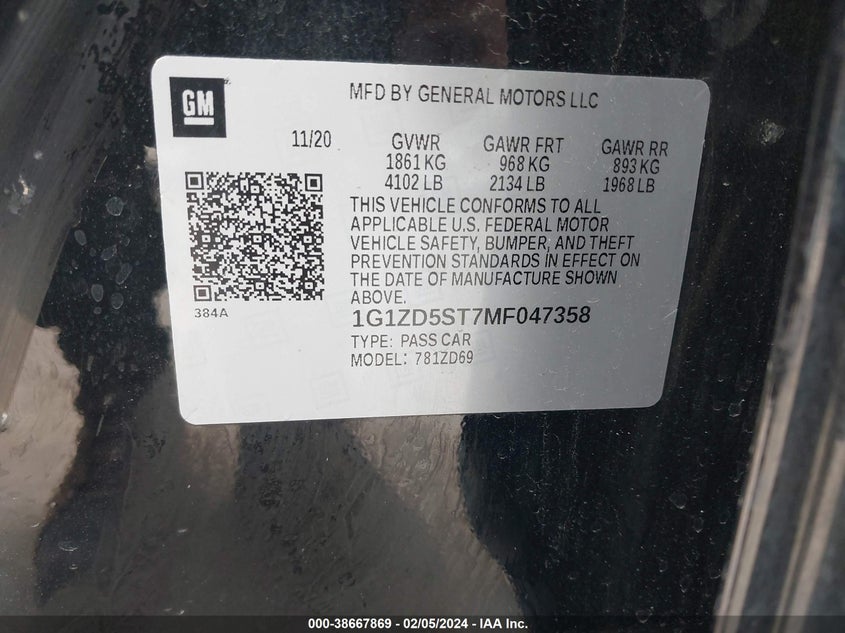 GM
MFD BY GENERAL MOTORS LLC
11/20 GVWR GAWR FRT GAWR RR
1861 KG 968 KG 893 KG
4102 LB 2134 LB 1968 LB
THIS VEHICLE CONFORMS TO ALL
APPLICABLE U.S. FEDERAL MOTOR
VEHICLE SAFETY, BUMPER, AND THEFT
PREVENTION STANDARDS IN EFFECT ON
THE DATE OF MANUFACTURE SHOWN
ABOVE.
384A
1G1ZD5ST7MF047358
TYPE: PASS CAR
MODEL: 781ZD69
000-38667869 - 02/05/2024 - IAA Inc.